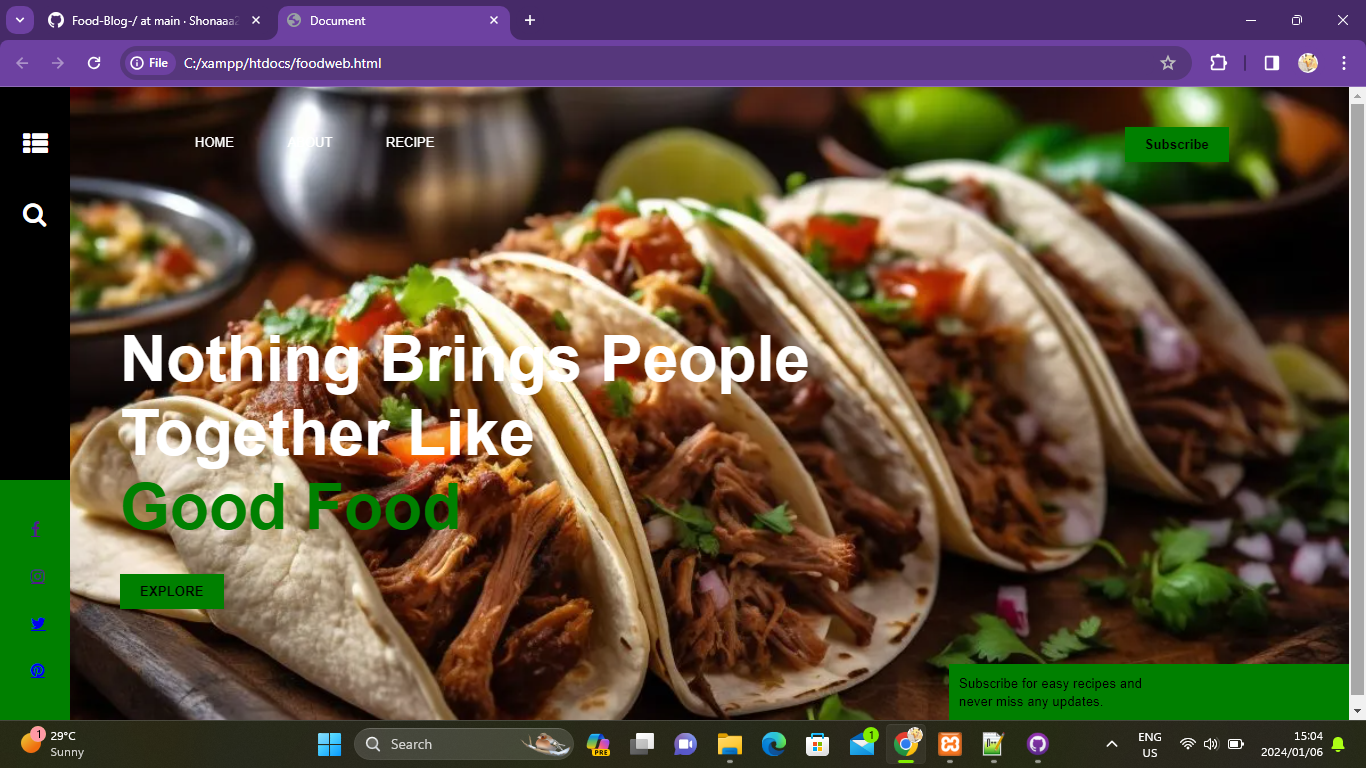 Food-Blog-/ at main · Shonaaa2
Document
File
C:/xampp/htdocs/foodweb.html
HOME
ABOUT
RECIPE
Subscribe
Nothing Brings People
Together Like
Good Food
EXPLORE
Subscribe for easy recipes and
never miss any updates.
1
29°C
Sunny
Search
PRE
1
ENG
US
15:04
2024/01/06